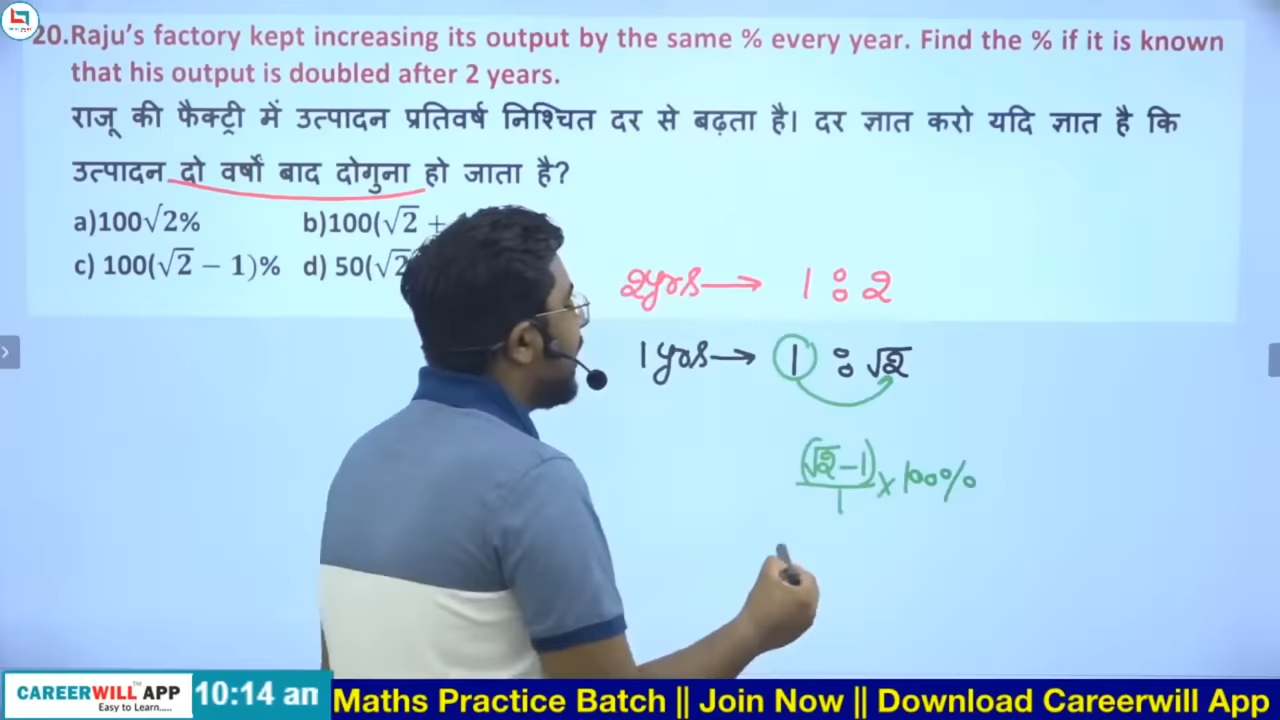 20.Raju's factory kept increasing its output by the same % every year. Find the % if it is known
that his output is doubled after 2 years.
राजू की फैक्ट्री में उत्पादन प्रतिवर्ष निश्चित दर से बढ़ता है। दर ज्ञात करो यदि ज्ञात है कि
उत्पादन दो वर्षों बाद दोगुना हो जाता है?
a)100√2% b)100(√2 +
c) 100(√2 − 1)% d) 50(√2
2yrs → 1 : 2
1yrs → 1 : √2
(√2-1)/1 × 100%
CAREERWILL APP
Easy to Learn.....
10:14 an
Maths Practice Batch || Join Now || Download Careerwill App